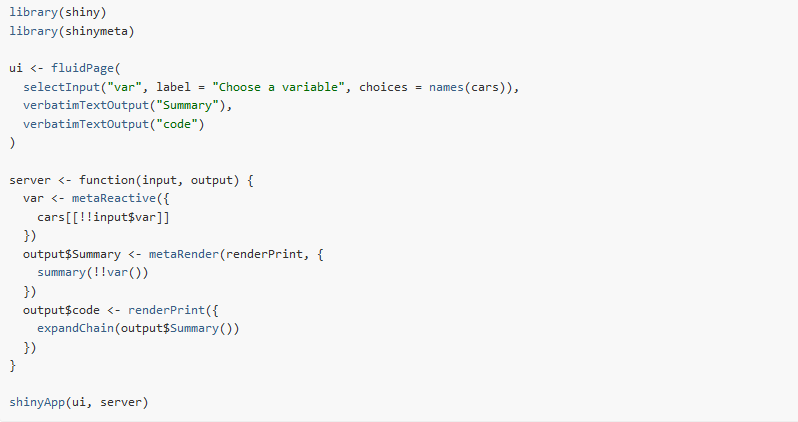 library(shiny)
library(shinymeta)

ui <- fluidPage(
  selectInput("var", label = "Choose a variable", choices = names(cars)),
  verbatimTextOutput("Summary"),
  verbatimTextOutput("code")
)

server <- function(input, output) {
  var <- metaReactive({
    cars[[!!input$var]]
  })
  output$Summary <- metaRender(renderPrint, {
    summary(!!var())
  })
  output$code <- renderPrint({
    expandChain(output$Summary())
  })
}

shinyApp(ui, server)